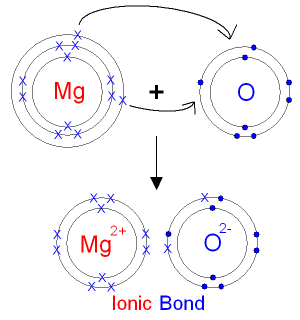 Mg + O
Mg2+ O2-
Ionic Bond